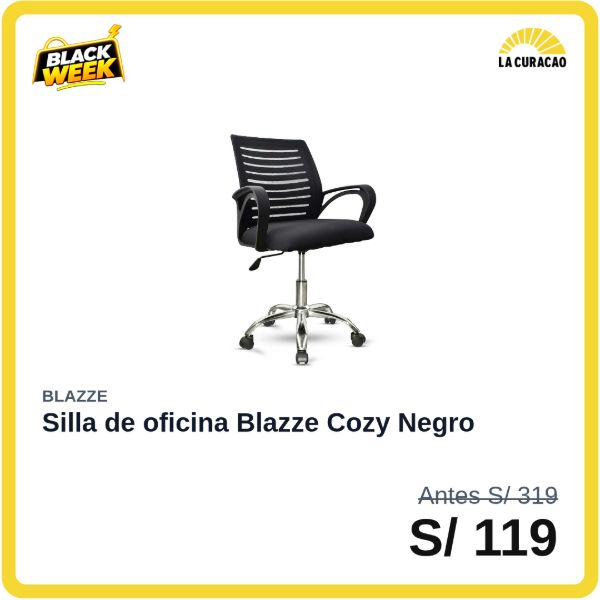 BLACK
WEEK
LA CURACAO
BLAZZE
Silla de oficina Blazze Cozy Negro
Antes S/ 319
S/ 119